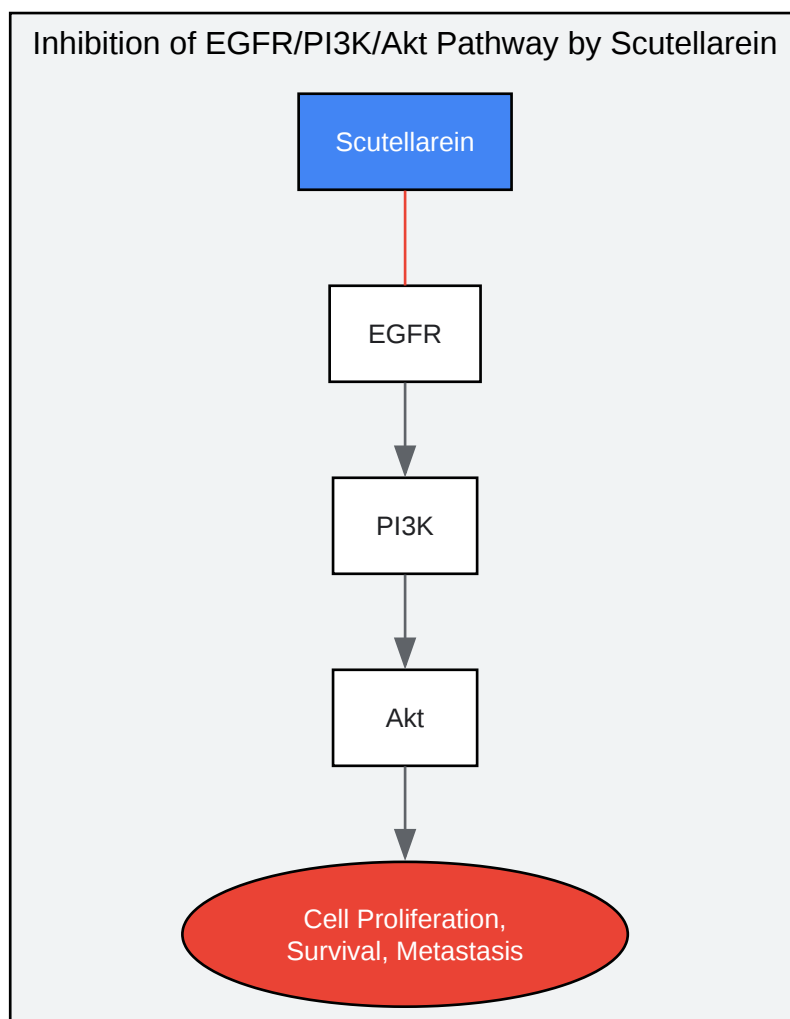 Inhibition of EGFR/PI3K/Akt Pathway by Scutellarein
Scutellarein
EGFR
PI3K
Akt
Cell Proliferation,
Survival, Metastasis